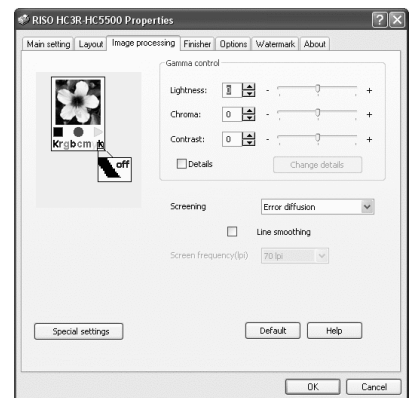 RISO HC3R-HC5500 Properties
Main setting Layout Image processing Finisher Options Watermark About
Gamma control
Lightness: 0 - +
Chroma: 0 - +
Contrast: 0 - +
Details Change details
Krgbcm k
off
Screening Error diffusion
Line smoothing
Screen frequency(lpi) 70 lpi
Special settings Default Help
OK Cancel